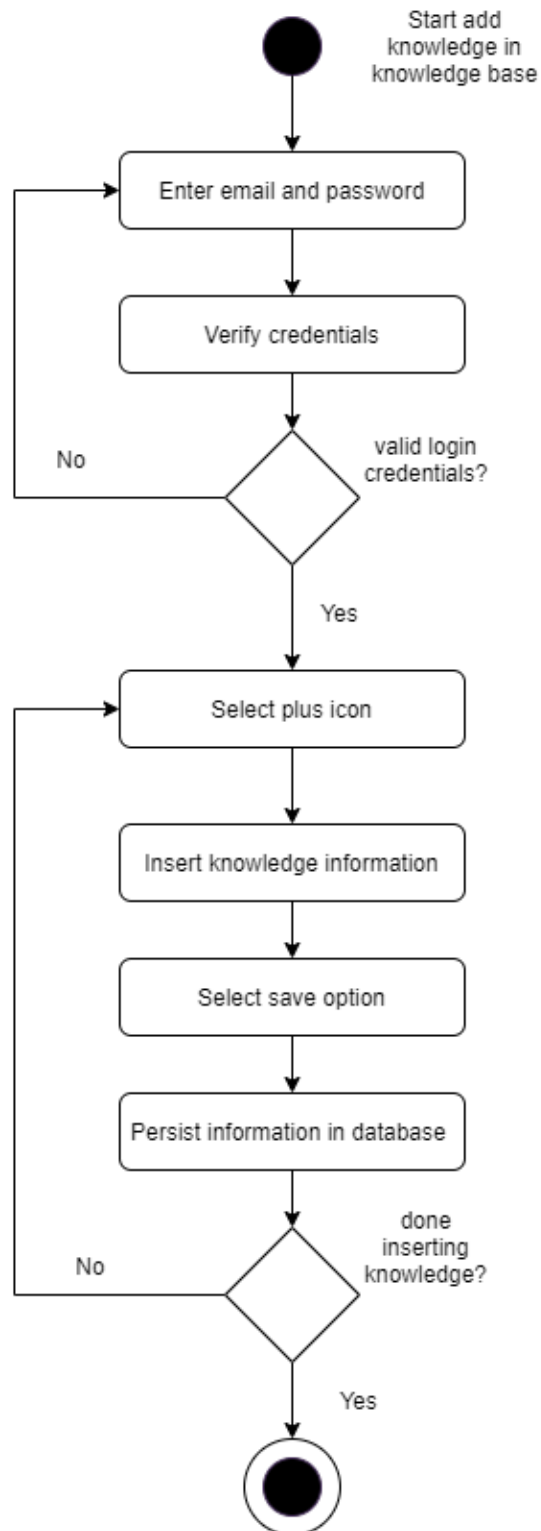 Start add
knowledge in
knowledge base
Enter email and password
Verify credentials
valid login
credentials?
No
Yes
Select plus icon
Insert knowledge information
Select save option
Persist information in database
done
inserting
knowledge?
No
Yes